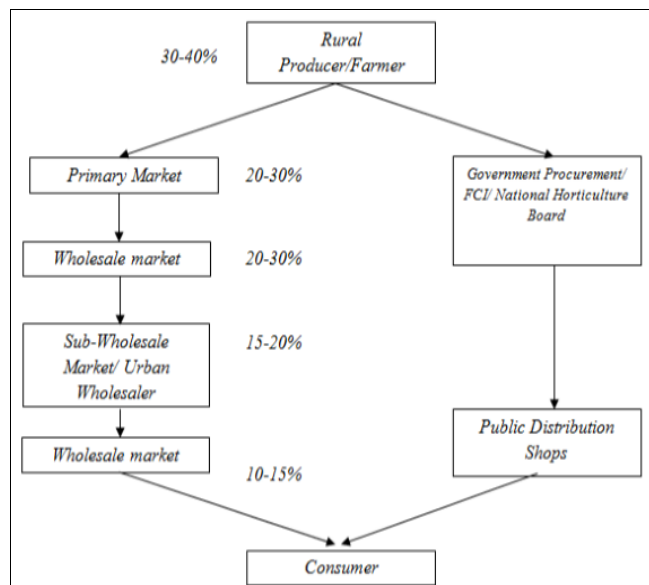 30-40%
Rural
Producer/Farmer
Primary Market
20-30%
Government Procurement/
FCI/ National Horticulture
Board
Wholesale market
20-30%
Sub-Wholesale
Market/ Urban
Wholesaler
15-20%
Wholesale market
10-15%
Public Distribution
Shops
Consumer